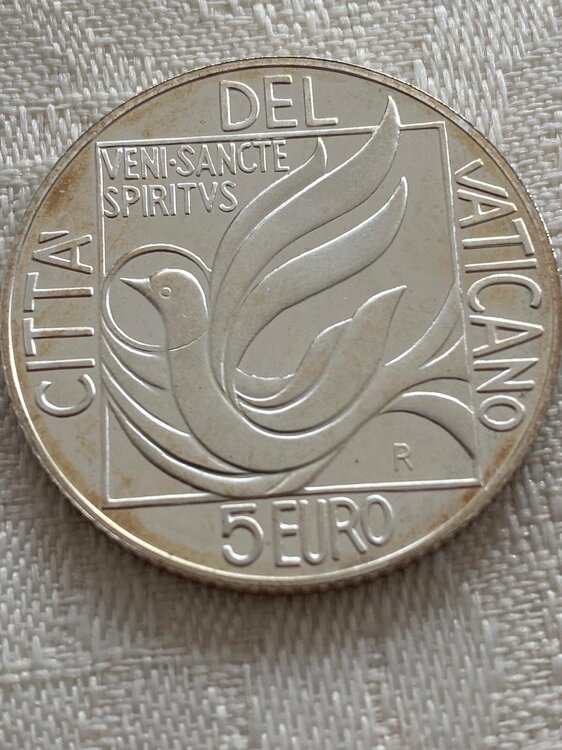 CITTA' DEL VATICANO
VENI-SANCTE
SPIRITVS
R
5 EURO